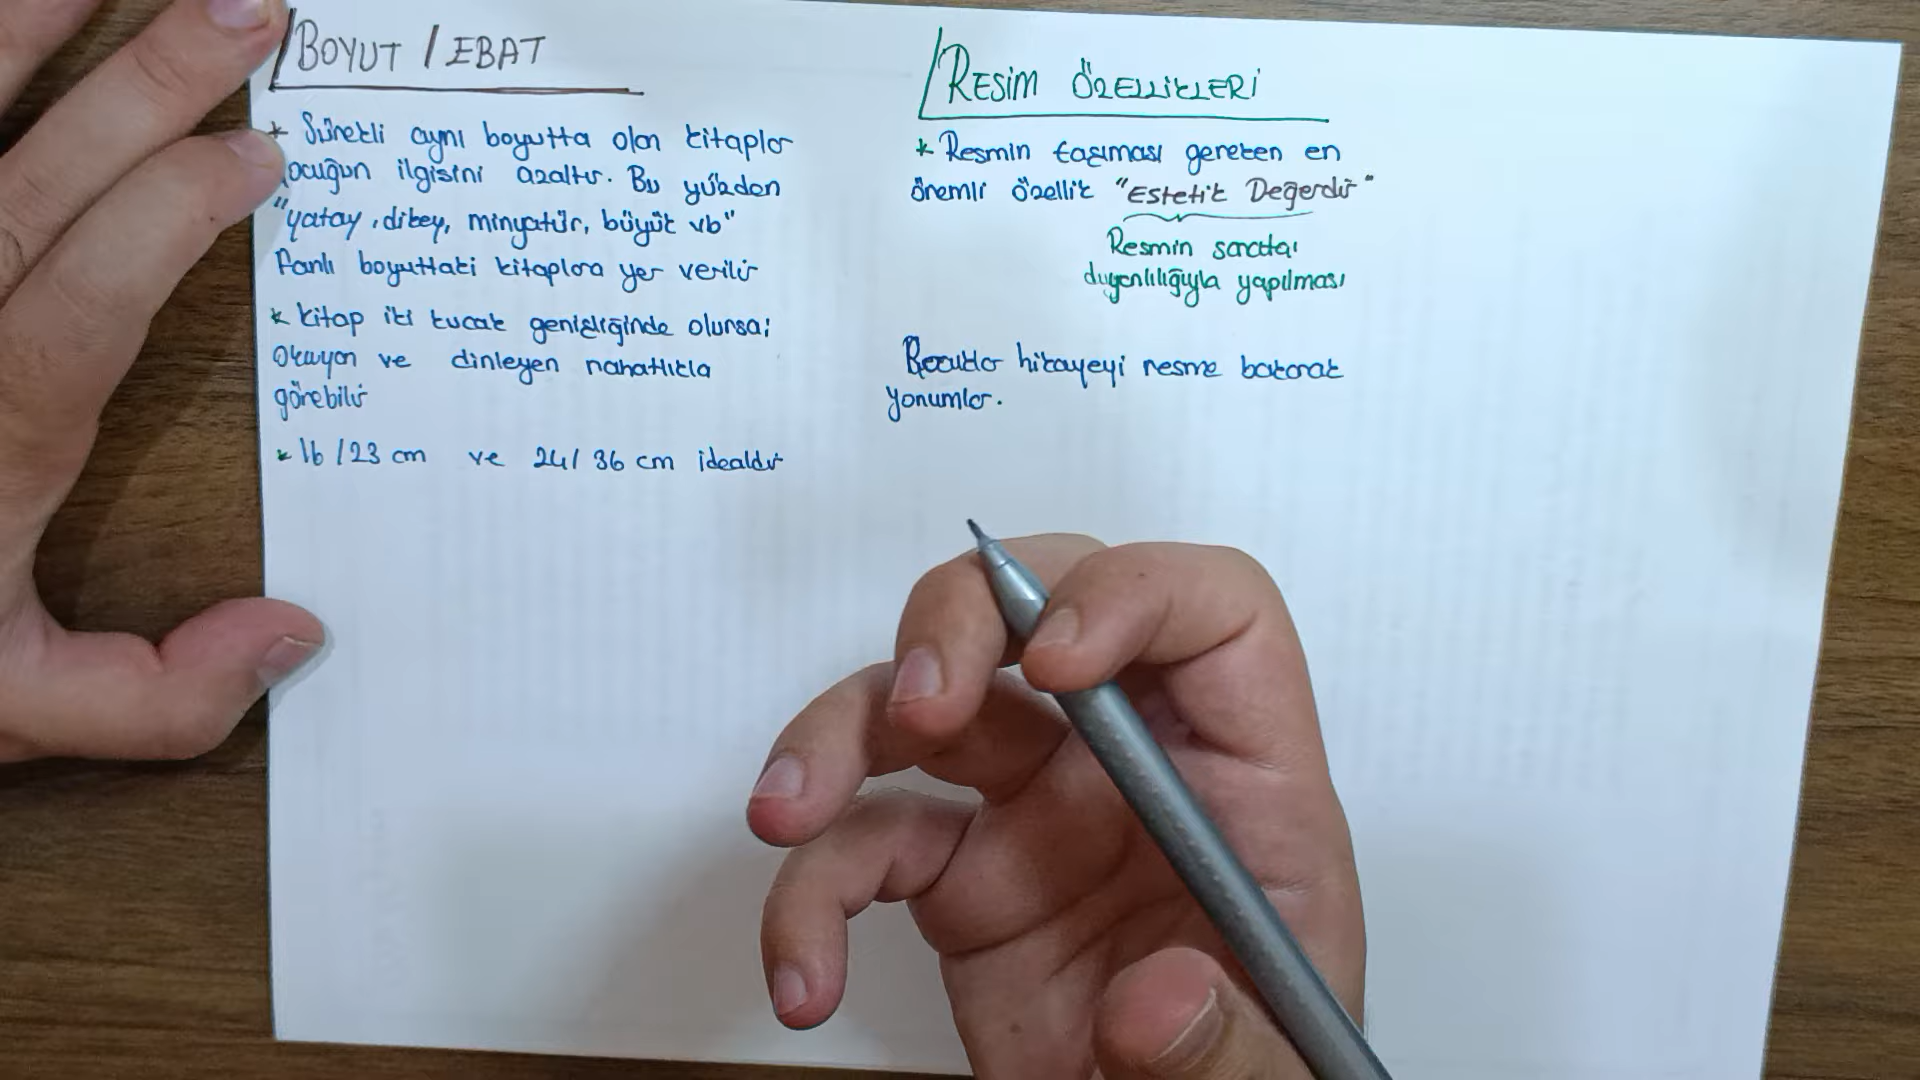 BOYUT / EBAT
* Sürekli aynı boyutta olan kitaplar
çocuğun ilgisini azaltır. Bu yüzden
"yatay, dikey, minyatür, büyük vb"
farklı boyuttaki kitaplara yer verilir
* Kitap iki kucak genişliğinde olursa;
okuyan ve dinleyen rahatlıkla
görebilir
* 16/23 cm ve 24/36 cm idealdir
RESİM ÖZELLİKLERİ
* Resmin taşıması gereken en
önemli özellik "Estetik Değerdir"
Resmin sanatçı
duyarlılığıyla yapılması
hikayeyi resme bakarak
yorumlar.